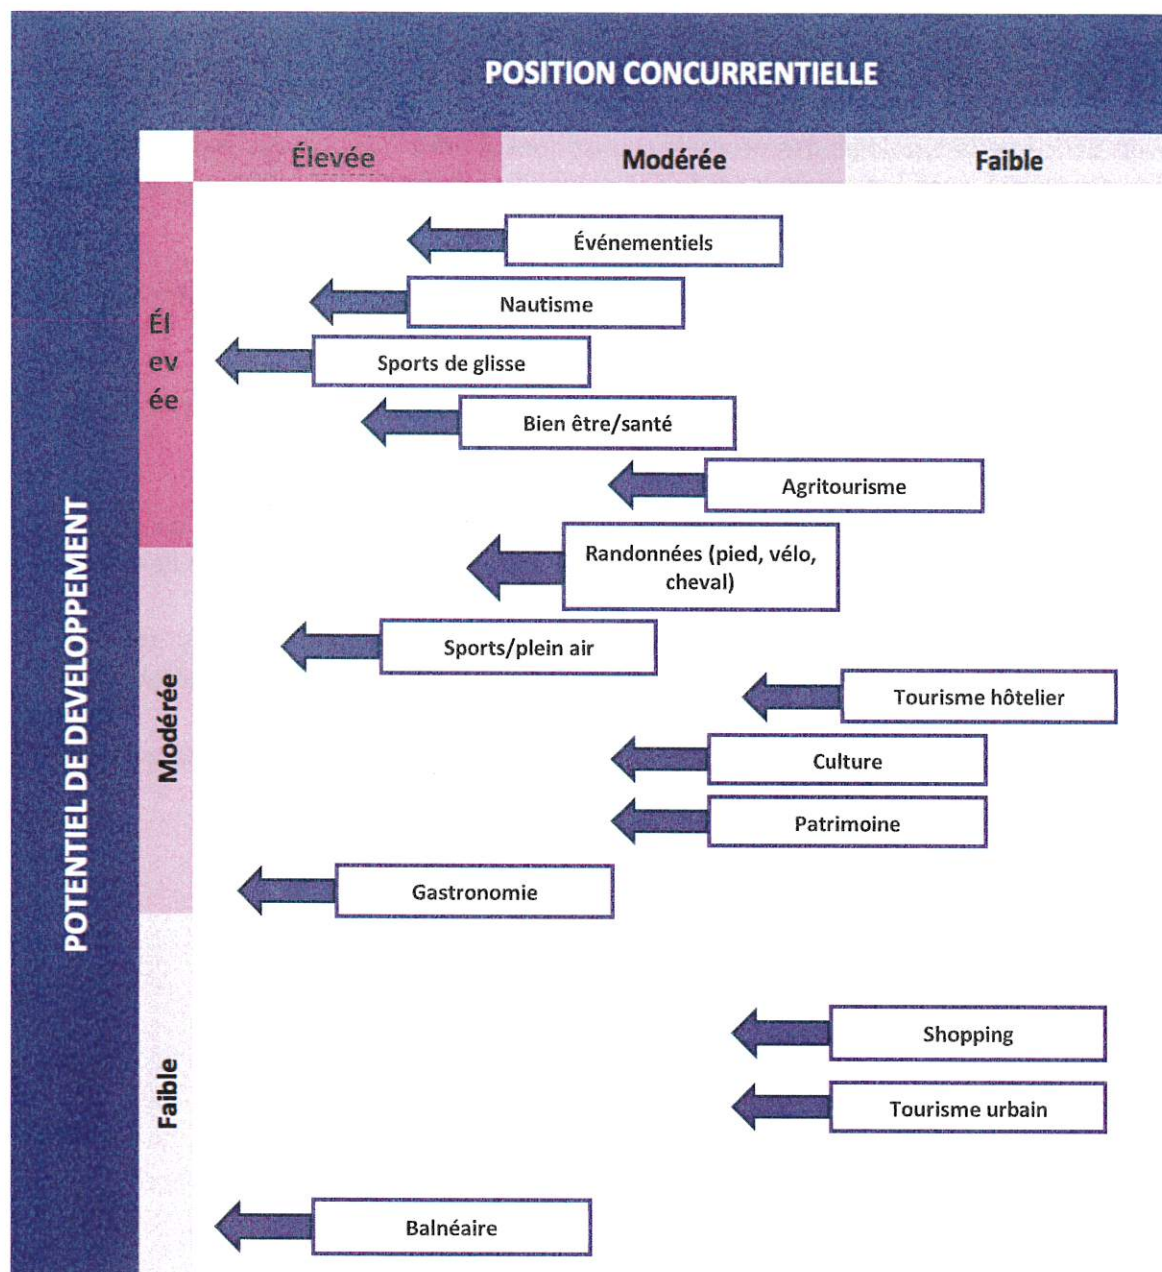 POSITION CONCURRENTIELLE
Élevée
Modérée
Faible
POTENTIEL DE DEVELOPPEMENT
Él
ev
ée
Modérée
Faible
Événementiels
Nautisme
Sports de glisse
Bien être/santé
Agritourisme
Randonnées (pied, vélo,
cheval)
Sports/plein air
Tourisme hôtelier
Culture
Patrimoine
Gastronomie
Shopping
Tourisme urbain
Balnéaire